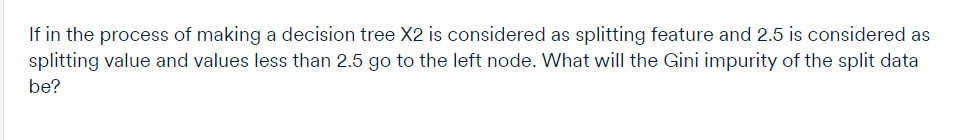 If in the process of making a decision tree X2 is considered as splitting feature and 2.5 is considered as
splitting value and values less than 2.5 go to the left node. What will the Gini impurity of the split data
be?